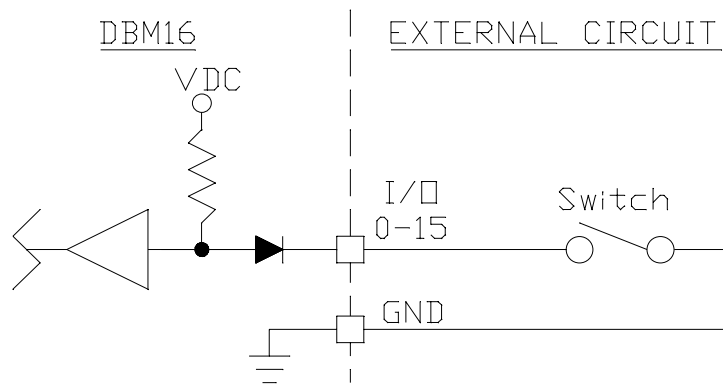 DBM16
EXTERNAL CIRCUIT
VDC
I/O
0-15
Switch
GND